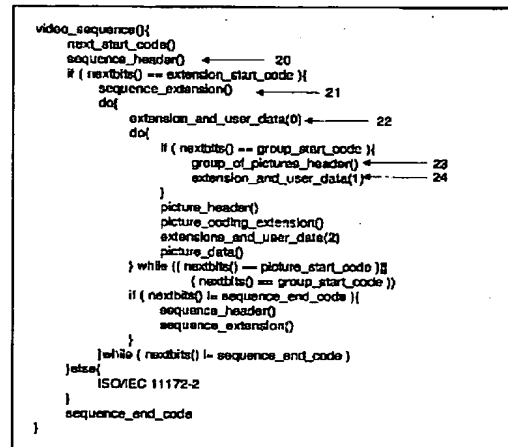 video_sequence(){
next_start_code()
sequence_header() 20
if ( nextbits() == extension_start_code ){
sequence_extension() 21
do{
extension_and_user_data(0) 22
do{
if ( nextbits() == group_start_code ){
group_of_pictures_header() 23
extension_and_user_data(1) 24
}
picture_header()
picture_coding_extension()
extensions_and_user_data(2)
picture_data()
} while (( nextbits() == picture_start_code )||
( nextbits() == group_start_code ))
if ( nextbits() != sequence_end_code ){
sequence_header()
sequence_extension()
}
}while ( nextbits() != sequence_end_code )
}else{
ISO/IEC 11172-2
}
sequence_end_code
}